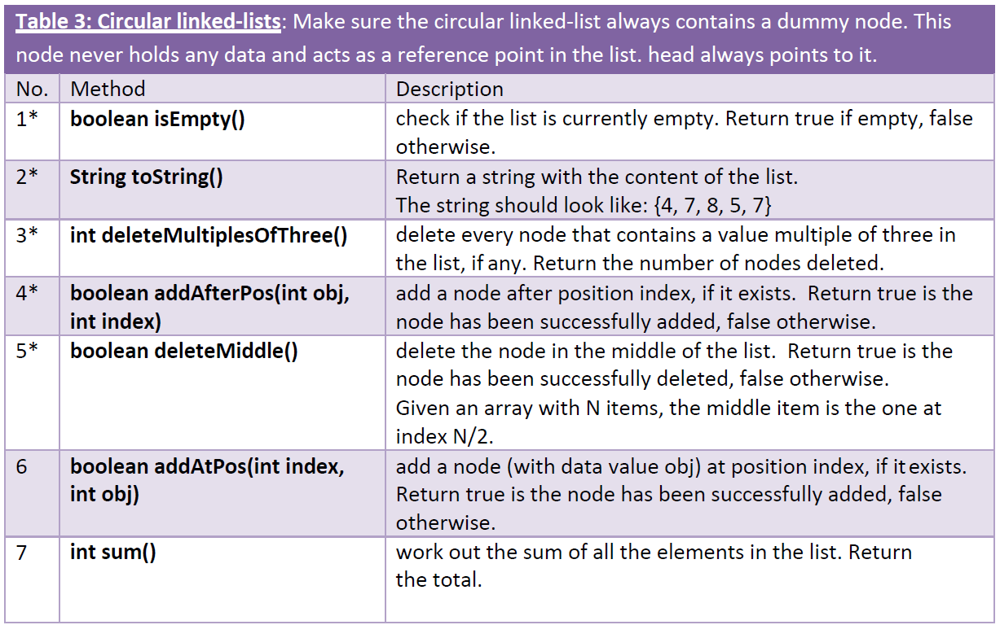 Table 3: Circular linked-lists: Make sure the circular linked-list always contains a dummy node. This
node never holds any data and acts as a reference point in the list. head always points to it.
No. Method Description
1* boolean isEmpty() check if the list is currently empty. Return true if empty, false
otherwise.
2* String toString() Return a string with the content of the list.
The string should look like: {4, 7, 8, 5, 7}
3* int deleteMultiplesOfThree() delete every node that contains a value multiple of three in
the list, if any. Return the number of nodes deleted.
4* boolean addAfterPos(int obj, add a node after position index, if it exists. Return true is the
int index) node has been successfully added, false otherwise.
5* boolean deleteMiddle() delete the node in the middle of the list. Return true is the
node has been successfully deleted, false otherwise.
Given an array with N items, the middle item is the one at
index N/2.
6 boolean addAtPos(int index, add a node (with data value obj) at position index, if it exists.
int obj) Return true is the node has been successfully added, false
otherwise.
7 int sum() work out the sum of all the elements in the list. Return
the total.